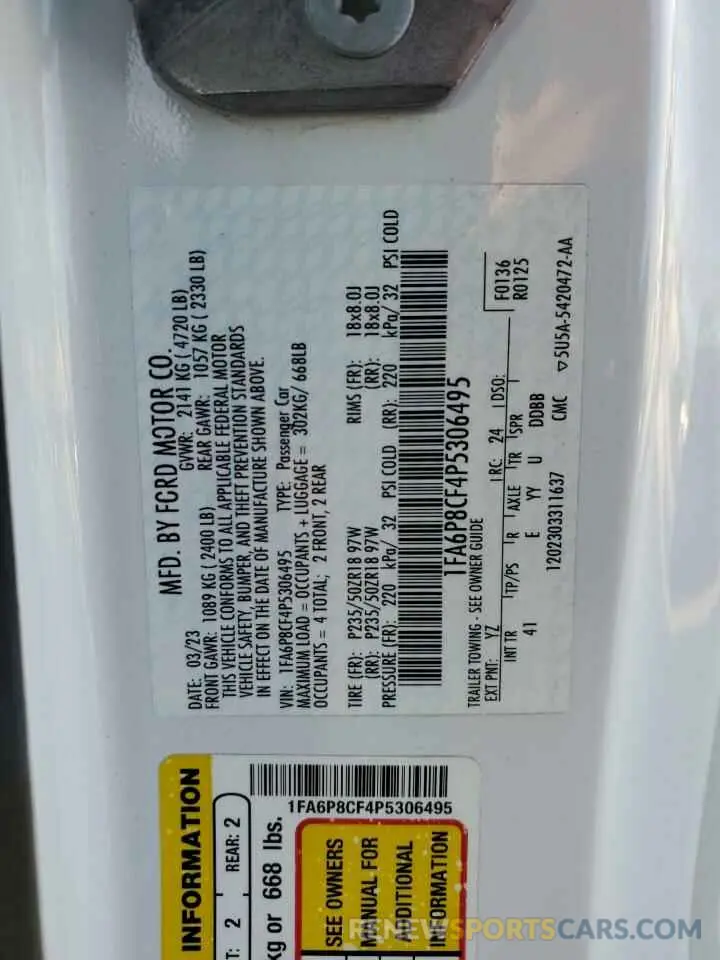 MFD. BY FORD MOTOR CO.
DATE: 03/23 GVWR: 2141 KG ( 4720 LB)
FRONT GAWR: 1089 KG ( 2400 LB) REAR GAWR: 1057 KG ( 2330 LB)
THIS VEHICLE CONFORMS TO ALL APPLICABLE FEDERAL MOTOR
VEHICLE SAFETY, BUMPER, AND THEFT PREVENTION STANDARDS
IN EFFECT ON THE DATE OF MANUFACTURE SHOWN ABOVE.
VIN: 1FA6P8CF4P5306495 TYPE: Passenger Car
MAXIMUM LOAD = OCCUPANTS + LUGGAGE = 302KG/ 668LB
OCCUPANTS = 4 TOTAL; 2 FRONT, 2 REAR
TIRE (FR): P235/50ZR18 97W RIMS (FR): 18x8.0J
(RR): P235/50ZR18 97W (RR): 18x8.0J
PRESSURE (FR): 220 kPa/ 32 PSI COLD (RR): 220 kPa/ 32 PSI COLD
1FA6P8CF4P5306495
TRAILER TOWING - SEE OWNER GUIDE
EXT PNT: YZ RC: 24 DSO: F0136
R0125
INT TR TP/PS R AXLE TR SPR
41 E YY U DDBB
1202303311637 CMC ▽5U5A-5420472-AA
1FA6P8CF4P5306495
INFORMATION
T: 2 REAR: 2
kg or 668 lbs.
SEE OWNERS
MANUAL FOR
ADDITIONAL
INFORMATION
RENEWSPORTSCARS.COM